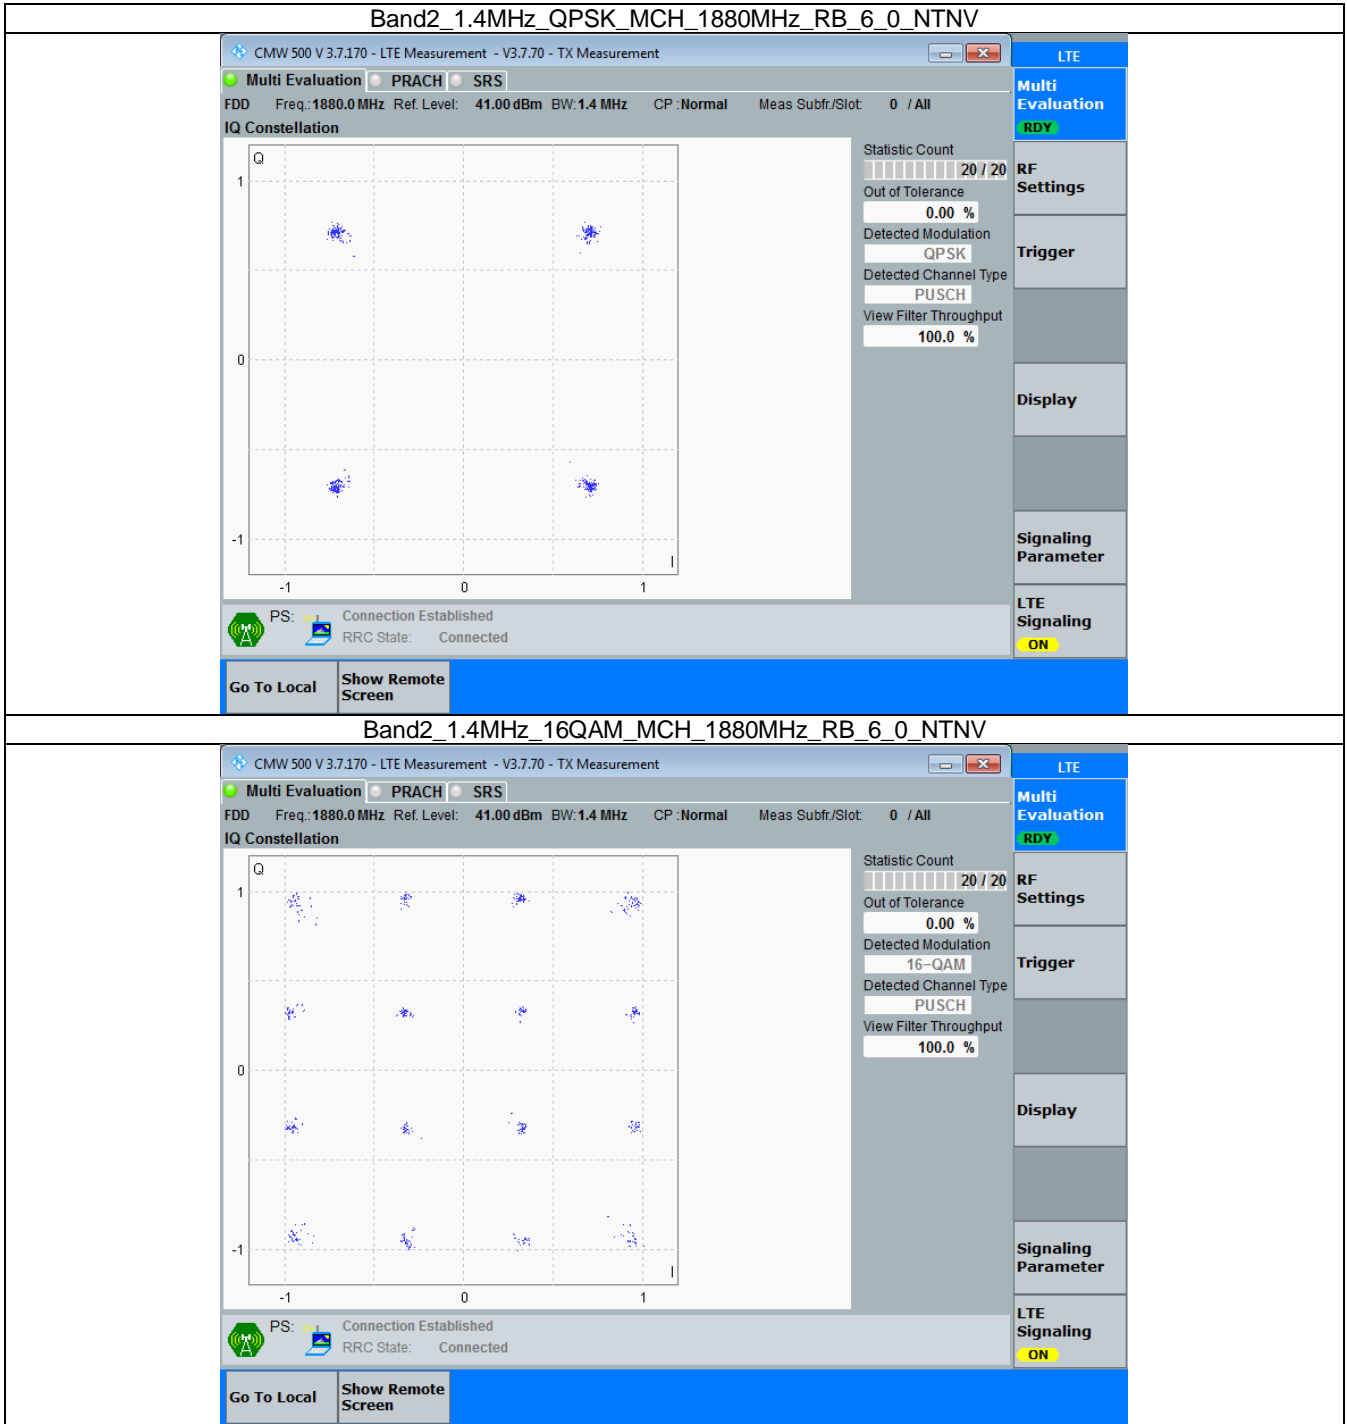 Band2_1.4MHz_QPSK_MCH_1880MHz_RB_6_0_NTNV
CMW 500 V 3.7.170 - LTE Measurement - V3.7.70 - TX Measurement
LTE
Multi Evaluation PRACH SRS
FDD Freq.: 1880.0 MHz Ref. Level: 41.00 dBm BW: 1.4 MHz CP : Normal Meas Subfr./Slot: 0 / All
IQ Constellation
Q
1
0
-1
I
-1 0 1
Statistic Count
20 / 20
Out of Tolerance
0.00 %
Detected Modulation
QPSK
Detected Channel Type
PUSCH
View Filter Throughput
100.0 %
Multi
Evaluation
RDY
RF
Settings
Trigger
Display
Signaling
Parameter
LTE
Signaling
ON
PS: Connection Established
RRC State: Connected
Go To Local
Show Remote
Screen
Band2_1.4MHz_16QAM_MCH_1880MHz_RB_6_0_NTNV
CMW 500 V 3.7.170 - LTE Measurement - V3.7.70 - TX Measurement
LTE
Multi Evaluation PRACH SRS
FDD Freq.: 1880.0 MHz Ref. Level: 41.00 dBm BW: 1.4 MHz CP : Normal Meas Subfr./Slot: 0 / All
IQ Constellation
Q
1
0
-1
I
-1 0 1
Statistic Count
20 / 20
Out of Tolerance
0.00 %
Detected Modulation
16-QAM
Detected Channel Type
PUSCH
View Filter Throughput
100.0 %
Multi
Evaluation
RDY
RF
Settings
Trigger
Display
Signaling
Parameter
LTE
Signaling
ON
PS: Connection Established
RRC State: Connected
Go To Local
Show Remote
Screen